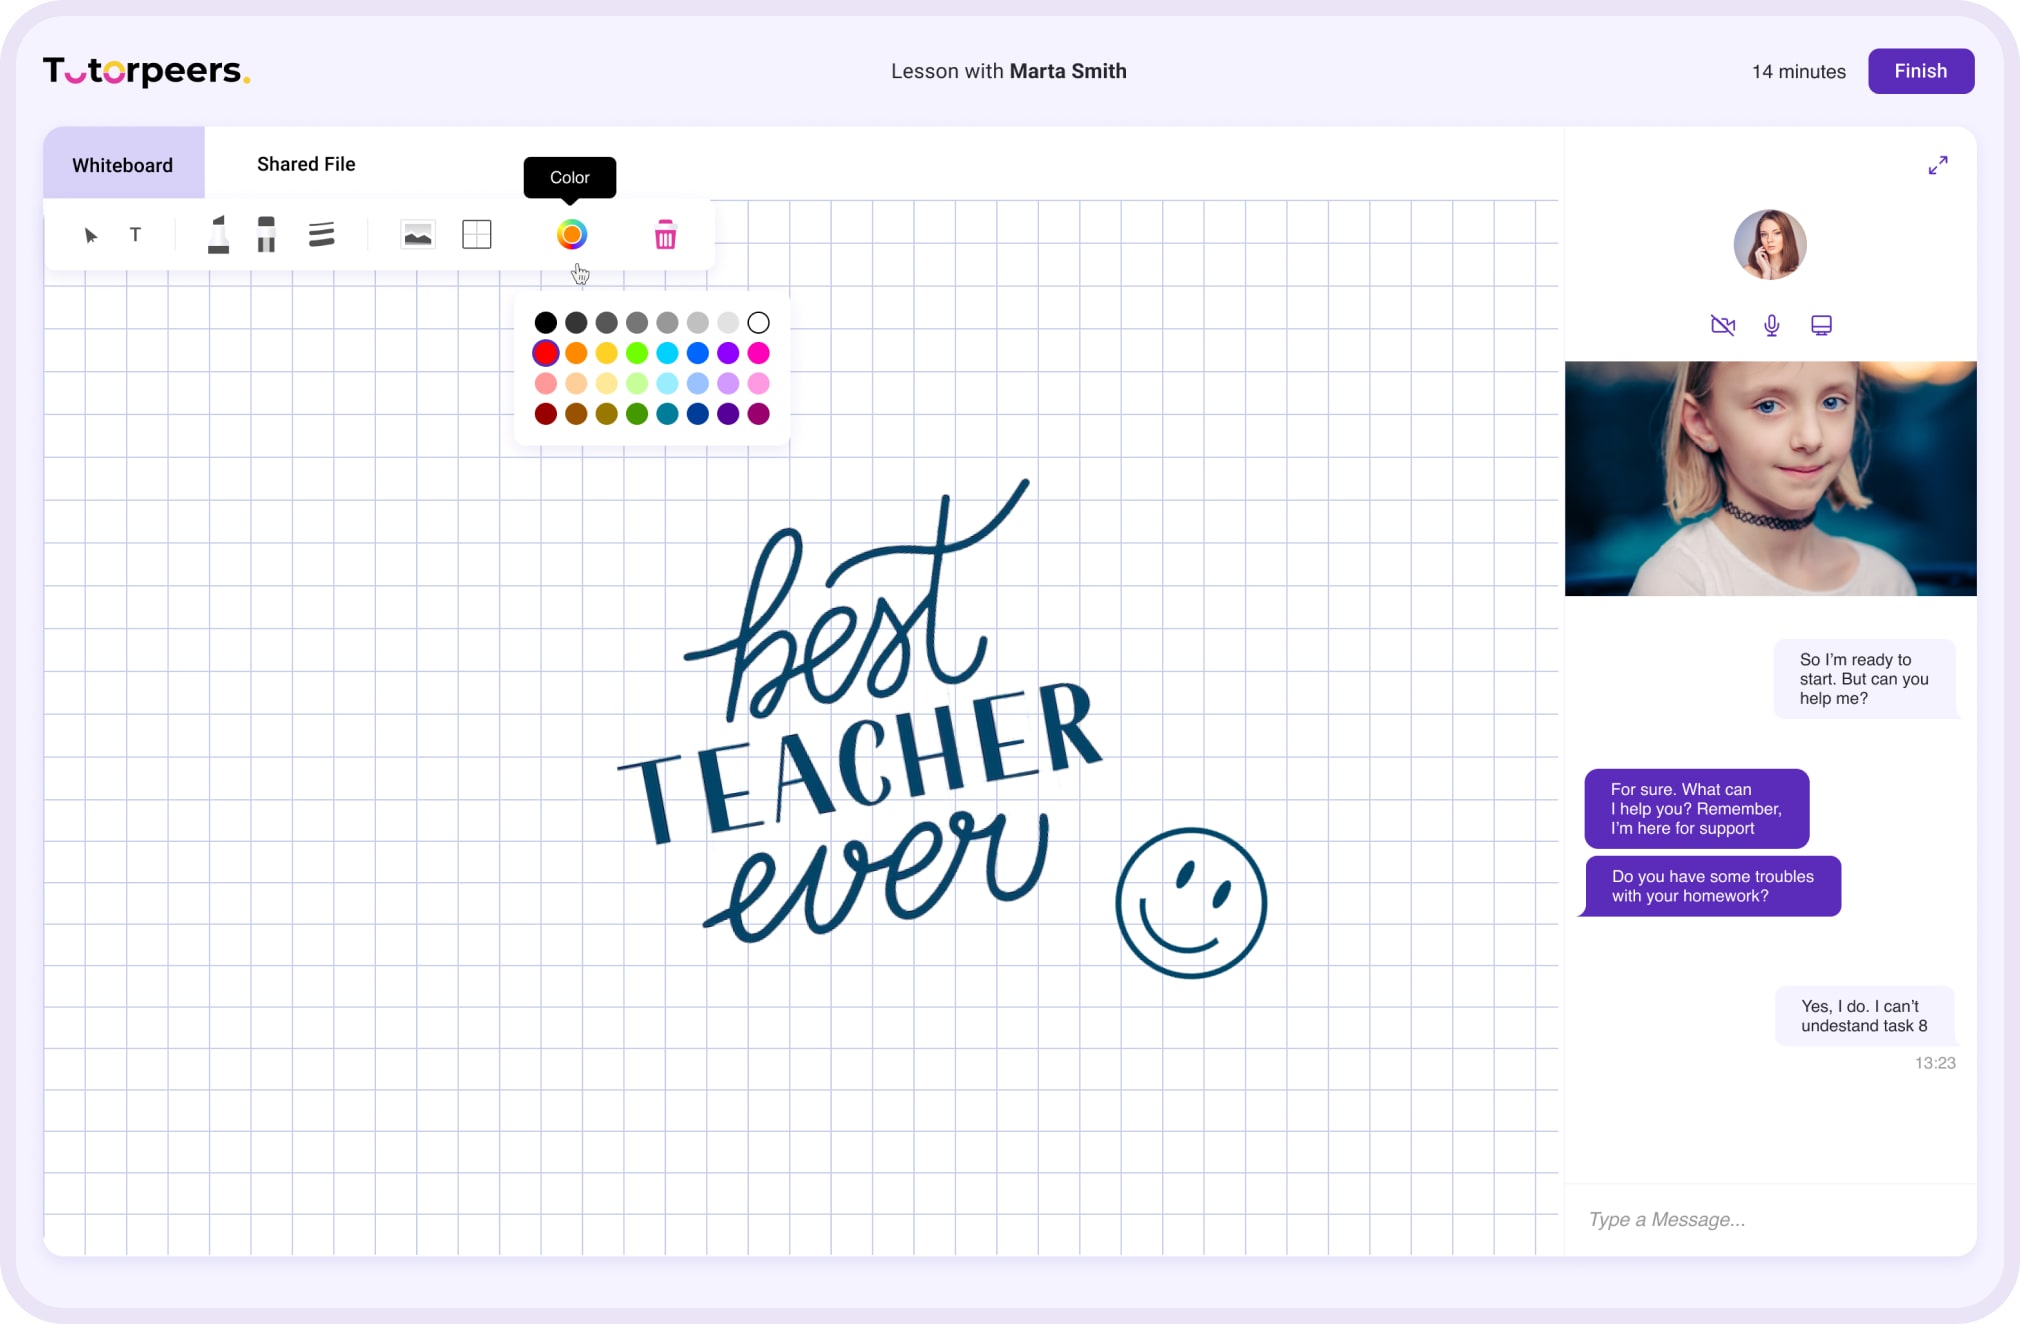 Tutorpeers.
Lesson with Marta Smith
14 minutes
Finish
Whiteboard
Shared File
Color
T
best
TEACHER
ever
So I'm ready to
start. But can you
help me?
For sure. What can
I help you? Remember,
I'm here for support
Do you have some troubles
with your homework?
Yes, I do. I can't
undestand task 8
13:23
Type a Message...